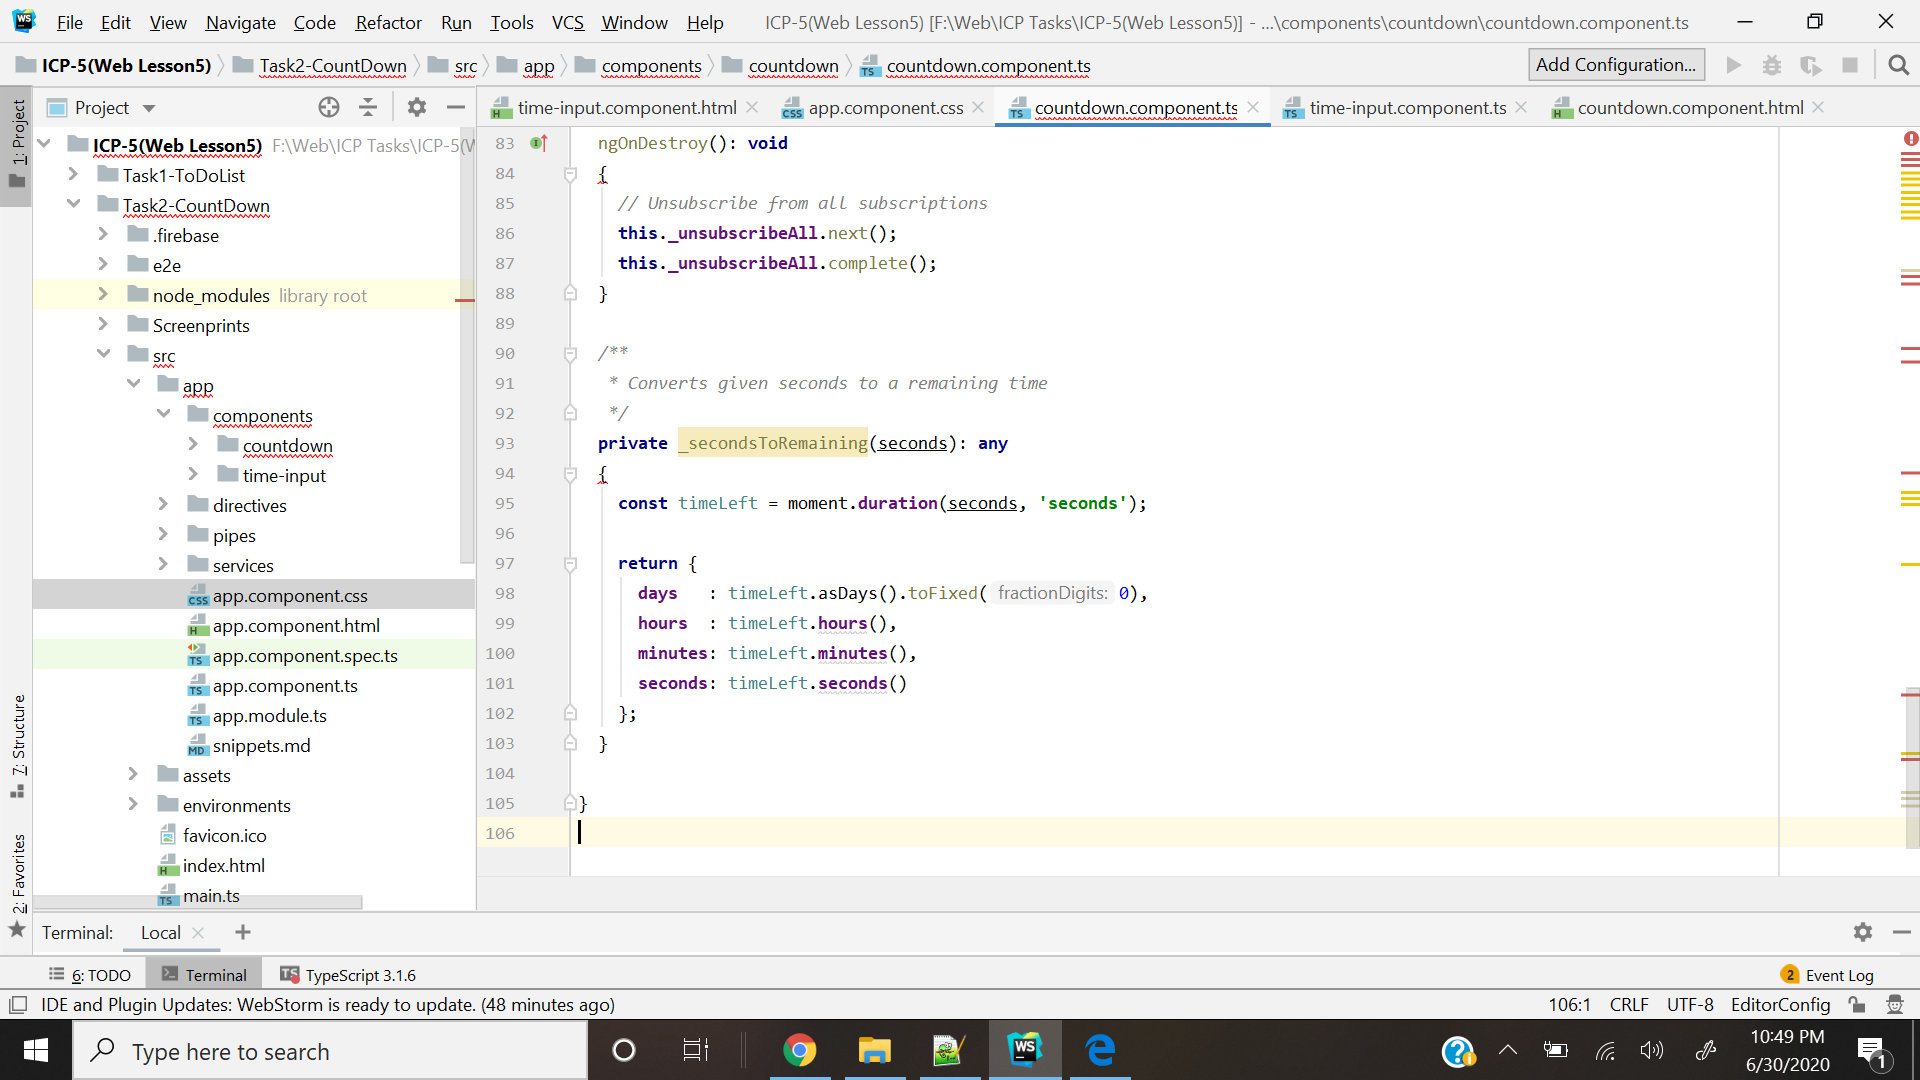 File Edit View Navigate Code Refactor Run Tools VCS Window Help ICP-5(Web Lesson5) [F:\Web\ICP Tasks\ICP-5(Web Lesson5)] - ...\components\countdown\countdown.component.ts
ICP-5(Web Lesson5) Task2-CountDown src app components countdown countdown.component.ts Add Configuration...
1: Project
Project
time-input.component.html app.component.css countdown.component.ts time-input.component.ts countdown.component.html
ICP-5(Web Lesson5) F:\Web\ICP Tasks\ICP-5(W
Task1-ToDoList
Task2-CountDown
.firebase
e2e
node_modules library root
Screenprints
src
app
components
countdown
time-input
directives
pipes
services
app.component.css
app.component.html
app.component.spec.ts
app.component.ts
app.module.ts
snippets.md
assets
environments
favicon.ico
index.html
main.ts
7: Structure
2: Favorites
83 ngOnDestroy(): void
84 {
85 // Unsubscribe from all subscriptions
86 this._unsubscribeAll.next();
87 this._unsubscribeAll.complete();
88 }
89
90 /**
91 * Converts given seconds to a remaining time
92 */
93 private _secondsToRemaining(seconds): any
94 {
95 const timeLeft = moment.duration(seconds, 'seconds');
96
97 return {
98 days : timeLeft.asDays().toFixed( fractionDigits: 0),
99 hours : timeLeft.hours(),
100 minutes: timeLeft.minutes(),
101 seconds: timeLeft.seconds()
102 };
103 }
104
105 }
106
Terminal: Local
6: TODO Terminal TypeScript 3.1.6 2 Event Log
IDE and Plugin Updates: WebStorm is ready to update. (48 minutes ago) 106:1 CRLF UTF-8 EditorConfig
Type here to search
10:49 PM
6/30/2020
1